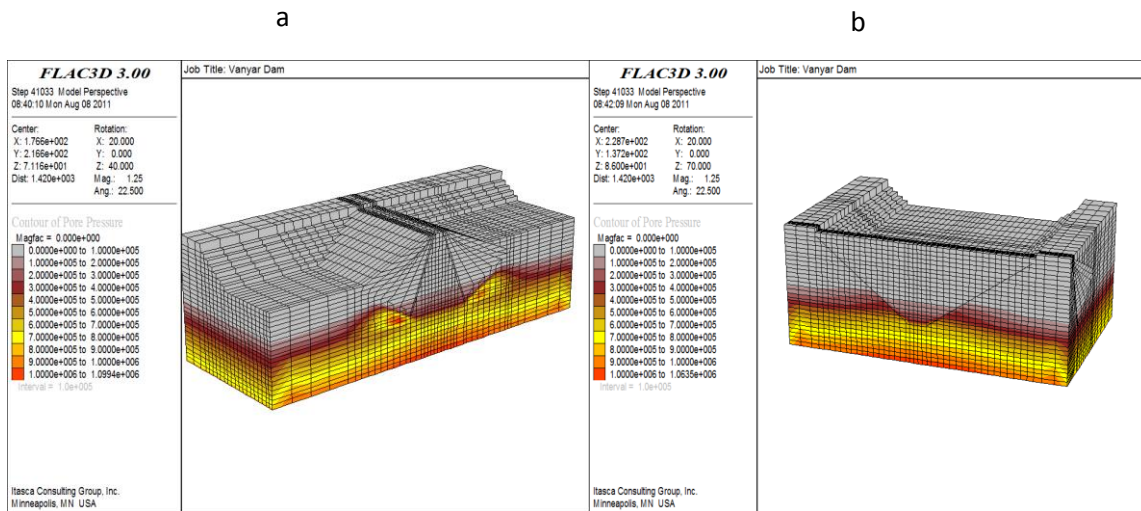 a
b
FLAC3D 3.00
Step 41033 Model Perspective
08:40:10 Mon Aug 08 2011
Center:
X: 1.766e+002
Y: 2.166e+002
Z: 7.116e+001
Dist: 1.420e+003
Rotation:
X: 20.000
Y: 0.000
Z: 40.000
Mag.: 1.25
Ang.: 22.500
Contour of Pore Pressure
Magfac = 0.000e+000
0.0000e+000 to 1.0000e+005
1.0000e+005 to 2.0000e+005
2.0000e+005 to 3.0000e+005
3.0000e+005 to 4.0000e+005
4.0000e+005 to 5.0000e+005
5.0000e+005 to 6.0000e+005
6.0000e+005 to 7.0000e+005
7.0000e+005 to 8.0000e+005
8.0000e+005 to 9.0000e+005
9.0000e+005 to 1.0000e+006
1.0000e+006 to 1.0994e+006
Interval = 1.0e+005
Itasca Consulting Group, Inc.
Minneapolis, MN USA
Job Title: Vanyar Dam
FLAC3D 3.00
Step 41033 Model Perspective
08:42:09 Mon Aug 08 2011
Center:
X: 2.287e+002
Y: 1.372e+002
Z: 8.600e+001
Dist: 1.420e+003
Rotation:
X: 20.000
Y: 0.000
Z: 70.000
Mag.: 1.25
Ang.: 22.500
Contour of Pore Pressure
Magfac = 0.000e+000
0.0000e+000 to 1.0000e+005
1.0000e+005 to 2.0000e+005
2.0000e+005 to 3.0000e+005
3.0000e+005 to 4.0000e+005
4.0000e+005 to 5.0000e+005
5.0000e+005 to 6.0000e+005
6.0000e+005 to 7.0000e+005
7.0000e+005 to 8.0000e+005
8.0000e+005 to 9.0000e+005
9.0000e+005 to 1.0000e+006
1.0000e+006 to 1.0635e+006
Interval = 1.0e+005
Itasca Consulting Group, Inc.
Minneapolis, MN USA
Job Title: Vanyar Dam